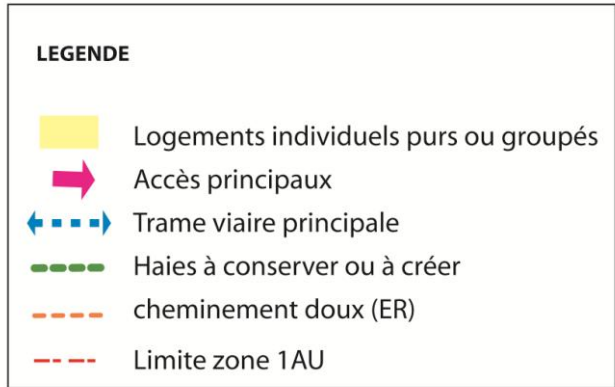 LEGENDE
Logements individuels purs ou groupés
Accès principaux
Trame viaire principale
Haies à conserver ou à créer
cheminement doux (ER)
Limite zone 1AU